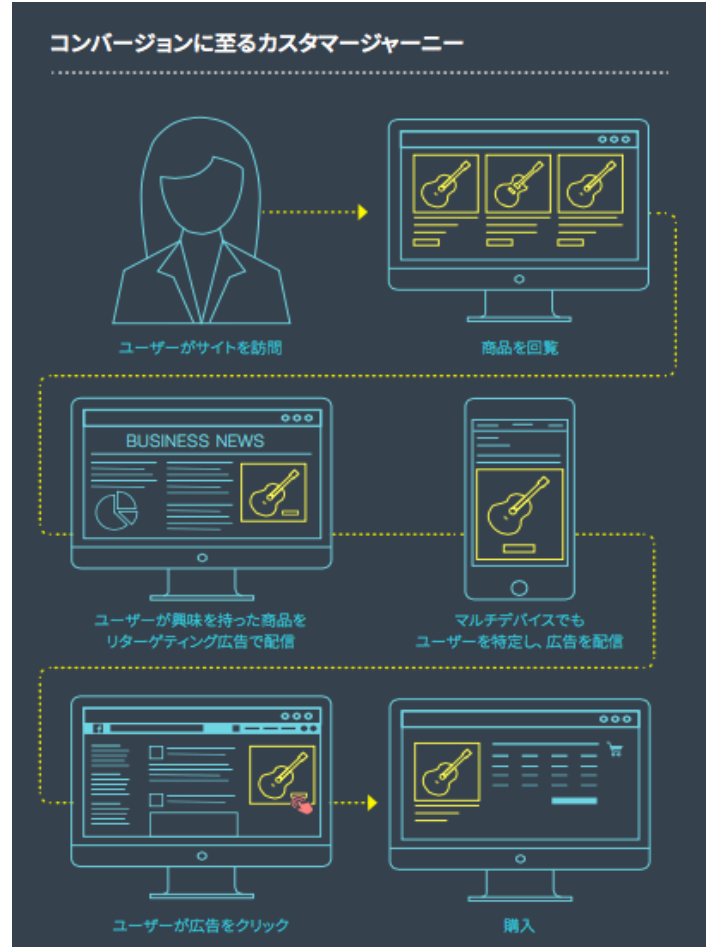 コンバージョンに至るカスタマージャーニー
ユーザーがサイトを訪問
商品を回覧
BUSINESS NEWS
ユーザーが興味を持った商品を
リターゲティング広告で配信
マルチデバイスでも
ユーザーを特定し、広告を配信
f
ユーザーが広告をクリック
購入